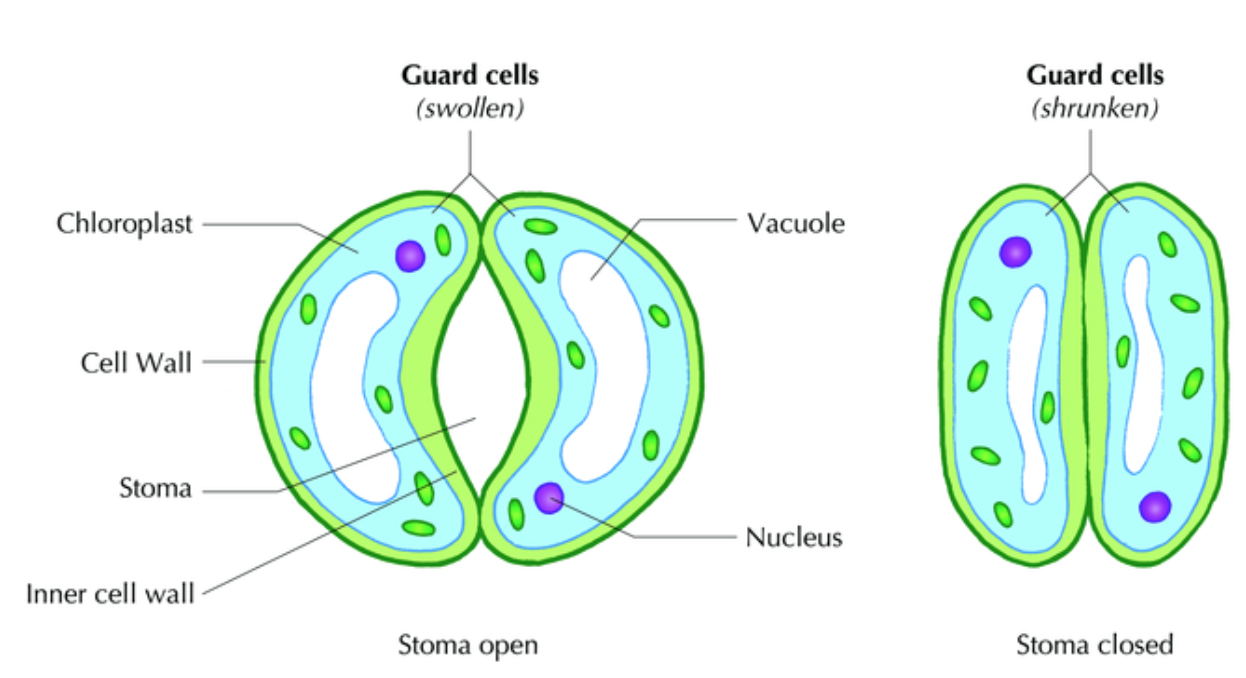 Guard cells
(swollen)
Guard cells
(shrunken)
Chloroplast
Vacuole
Cell Wall
Stoma
Nucleus
Inner cell wall
Stoma open
Stoma closed